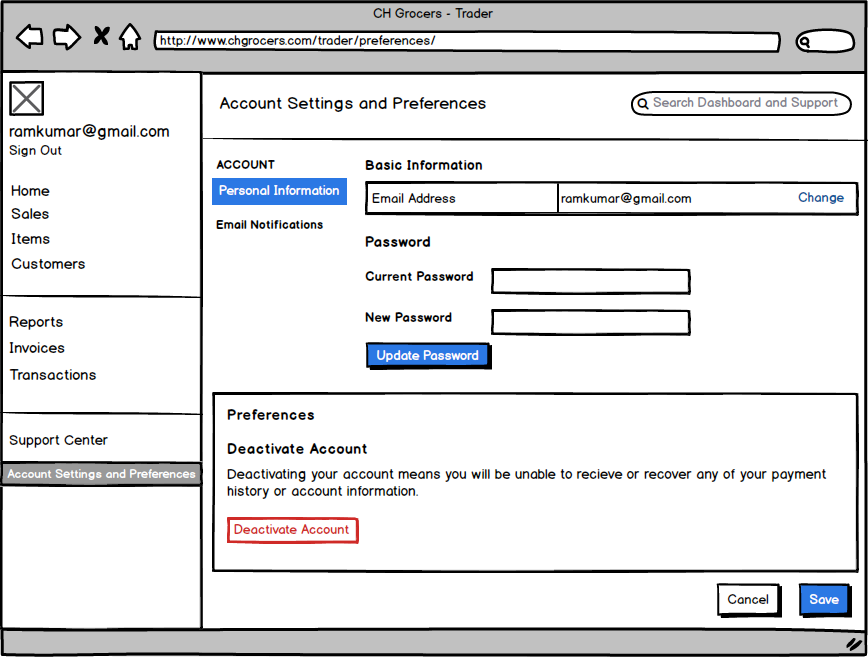 CH Grocers - Trader
http://www.chgrocers.com/trader/preferences/
ramkumar@gmail.com
Sign Out
Home
Sales
Items
Customers
Reports
Invoices
Transactions
Support Center
Account Settings and Preferences
Account Settings and Preferences
Search Dashboard and Support
ACCOUNT
Personal Information
Email Notifications
Basic Information
Email Address ramkumar@gmail.com Change
Password
Current Password
New Password
Update Password
Preferences
Deactivate Account
Deactivating your account means you will be unable to recieve or recover any of your payment
history or account information.
Deactivate Account
Cancel Save